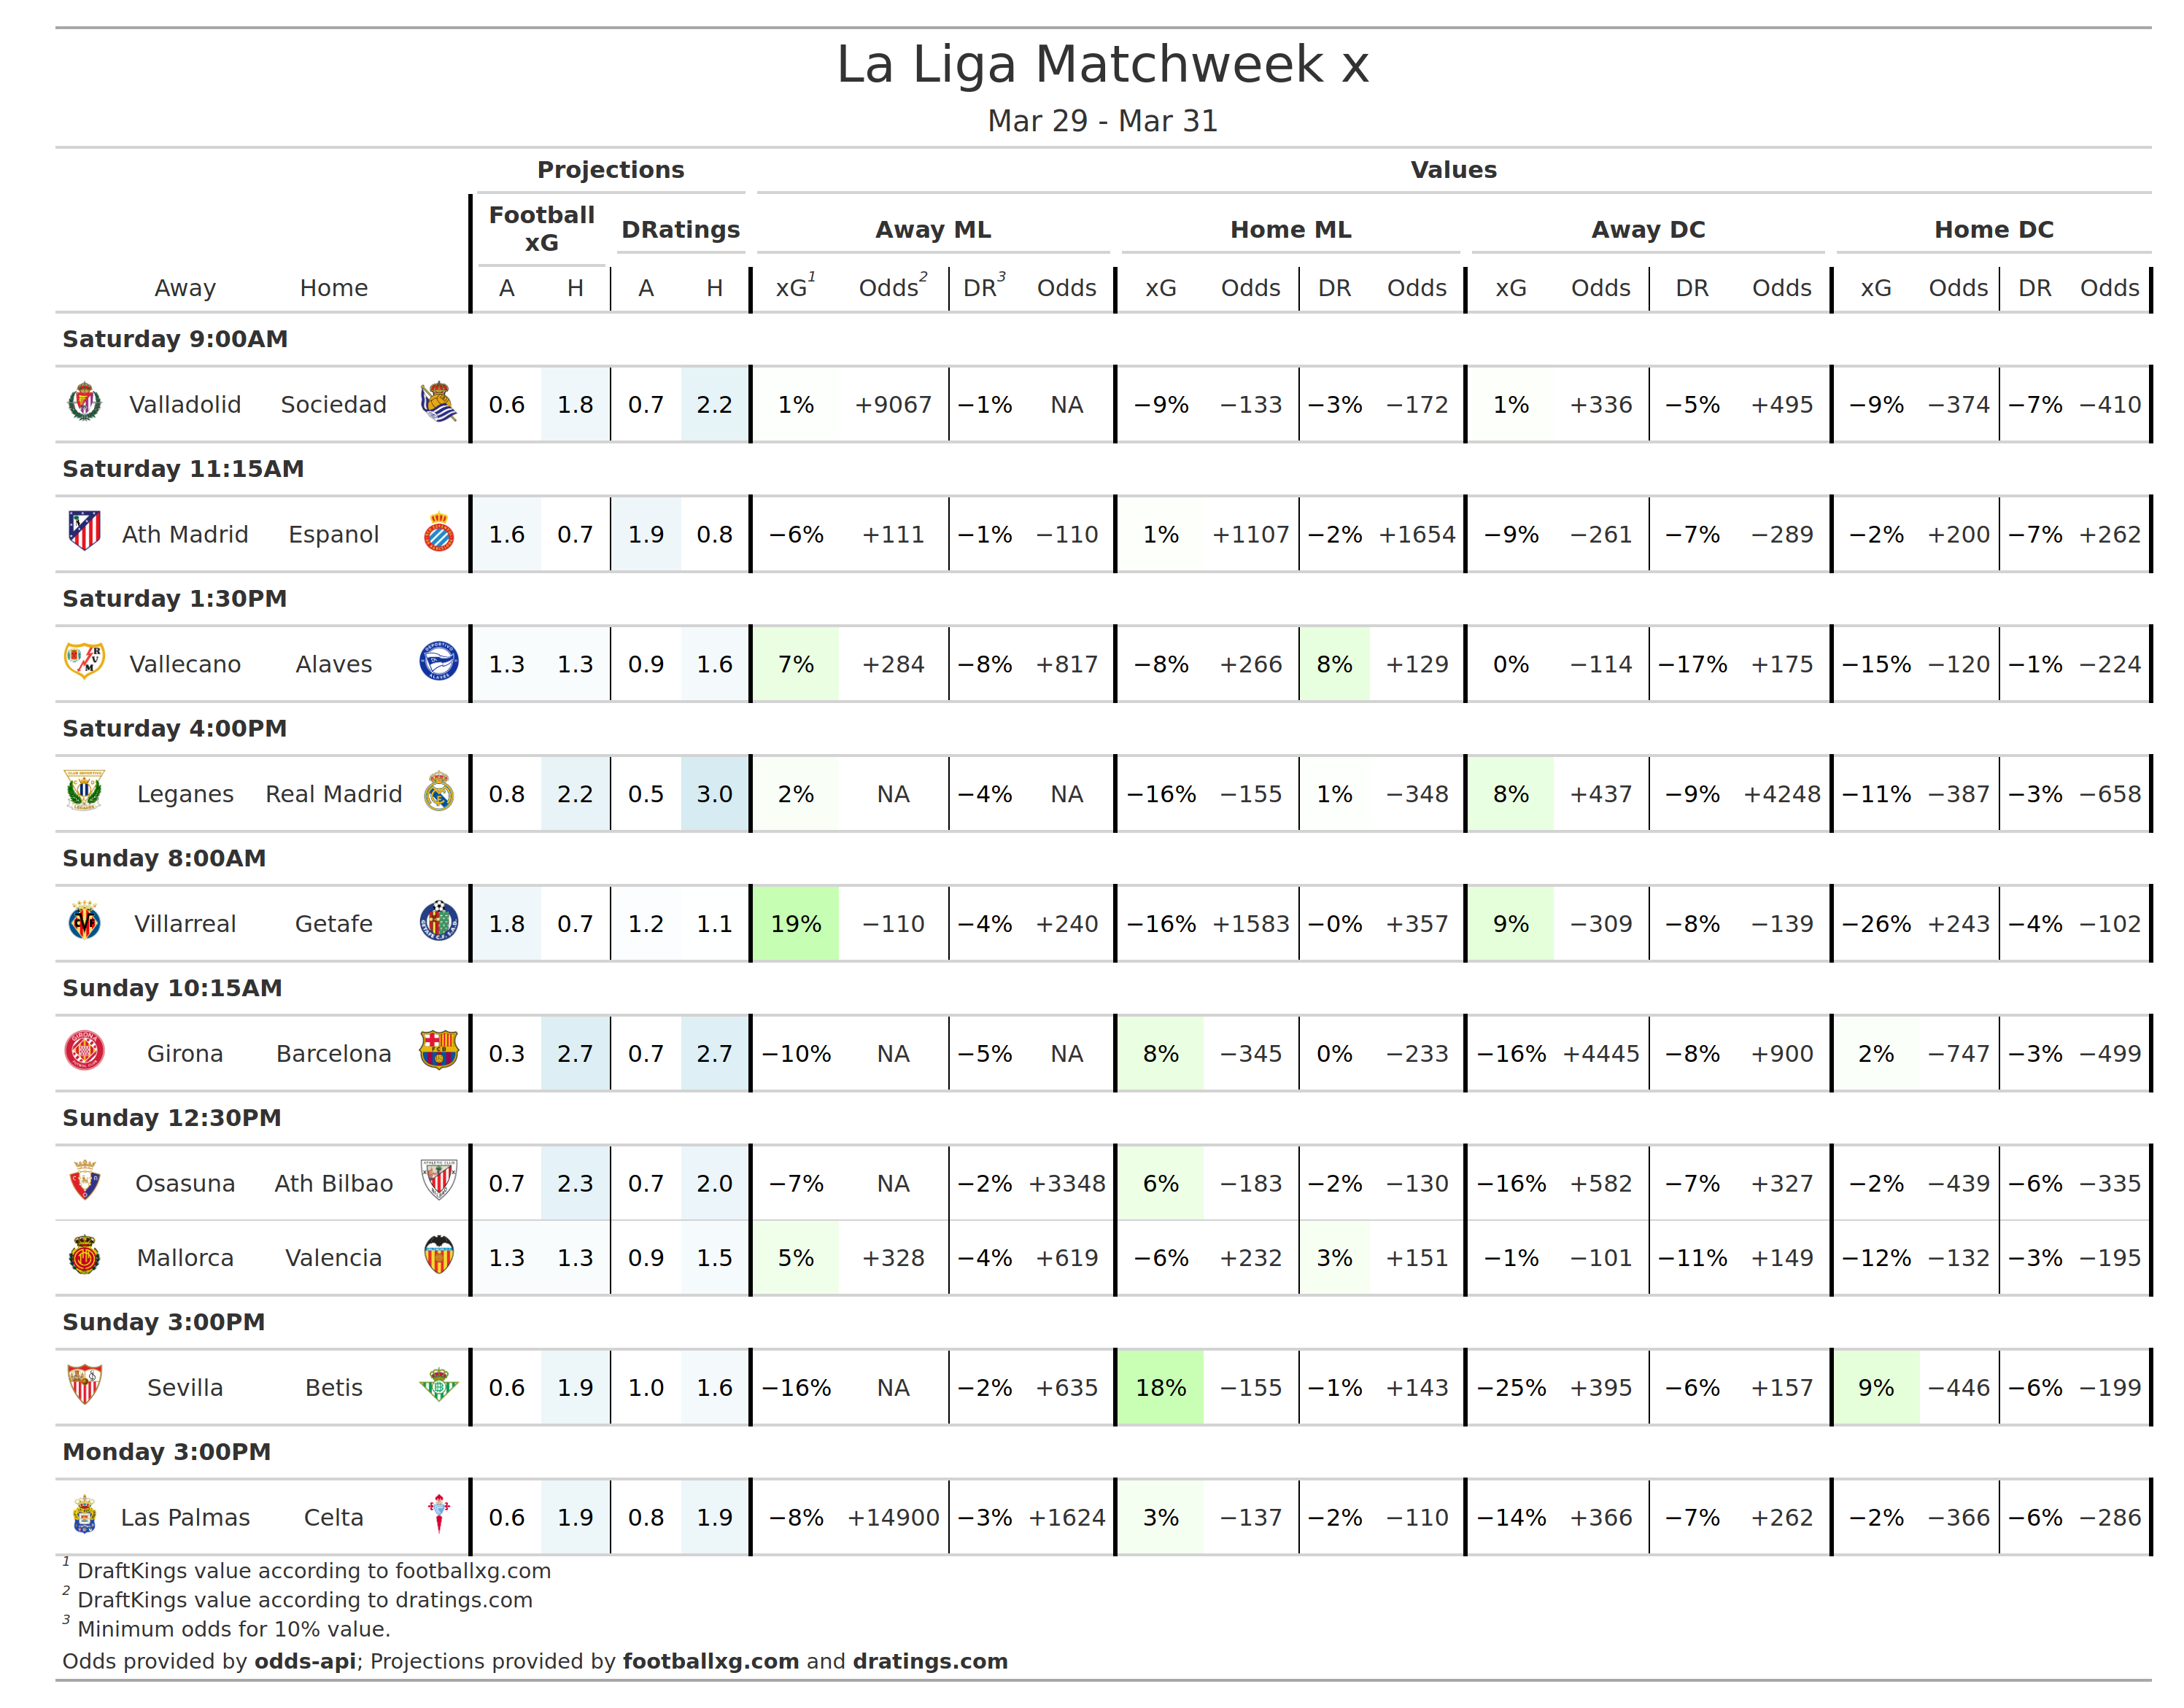 La Liga Matchweek x
Mar 29 - Mar 31
Projections Values
Football xG DRatings Away ML Home ML Away DC Home DC
Away Home A H A H xG1 Odds2 DR3 Odds xG Odds DR Odds xG Odds DR Odds xG Odds DR Odds
Saturday 9:00AM
Valladolid Sociedad 0.6 1.8 0.7 2.2 1% +9067 −1% NA −9% −133 −3% −172 1% +336 −5% +495 −9% −374 −7% −410
Saturday 11:15AM
Ath Madrid Espanol 1.6 0.7 1.9 0.8 −6% +111 −1% −110 1% +1107 −2% +1654 −9% −261 −7% −289 −2% +200 −7% +262
Saturday 1:30PM
Vallecano Alaves 1.3 1.3 0.9 1.6 7% +284 −8% +817 −8% +266 8% +129 0% −114 −17% +175 −15% −120 −1% −224
Saturday 4:00PM
Leganes Real Madrid 0.8 2.2 0.5 3.0 2% NA −4% NA −16% −155 1% −348 8% +437 −9% +4248 −11% −387 −3% −658
Sunday 8:00AM
Villarreal Getafe 1.8 0.7 1.2 1.1 19% −110 −4% +240 −16% +1583 −0% +357 9% −309 −8% −139 −26% +243 −4% −102
Sunday 10:15AM
Girona Barcelona 0.3 2.7 0.7 2.7 −10% NA −5% NA 8% −345 0% −233 −16% +4445 −8% +900 2% −747 −3% −499
Sunday 12:30PM
Osasuna Ath Bilbao 0.7 2.3 0.7 2.0 −7% NA −2% +3348 6% −183 −2% −130 −16% +582 −7% +327 −2% −439 −6% −335
Mallorca Valencia 1.3 1.3 0.9 1.5 5% +328 −4% +619 −6% +232 3% +151 −1% −101 −11% +149 −12% −132 −3% −195
Sunday 3:00PM
Sevilla Betis 0.6 1.9 1.0 1.6 −16% NA −2% +635 18% −155 −1% +143 −25% +395 −6% +157 9% −446 −6% −199
Monday 3:00PM
Las Palmas Celta 0.6 1.9 0.8 1.9 −8% +14900 −3% +1624 3% −137 −2% −110 −14% +366 −7% +262 −2% −366 −6% −286
1 DraftKings value according to footballxg.com
2 DraftKings value according to dratings.com
3 Minimum odds for 10% value.
Odds provided by odds-api; Projections provided by footballxg.com and dratings.com